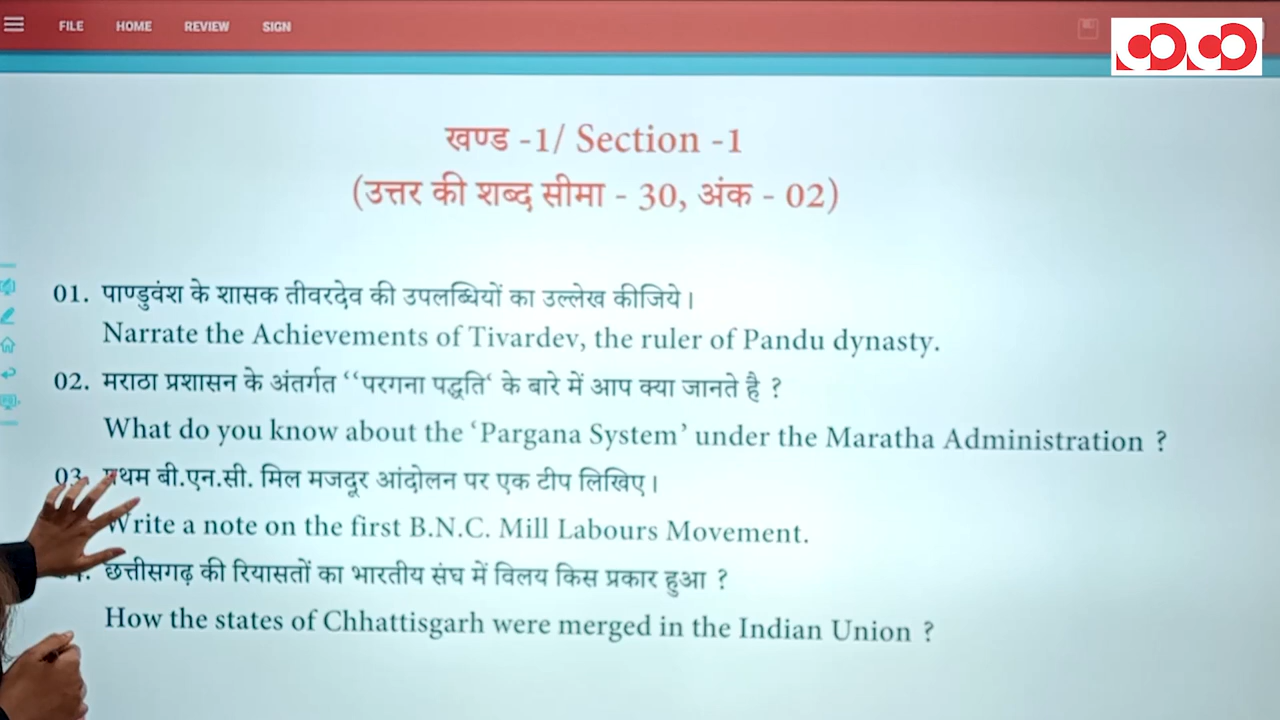 FILE HOME REVIEW SIGN
खण्ड -1/ Section -1
(उत्तर की शब्द सीमा - 30, अंक - 02)
01. पाण्डुवंश के शासक तीवरदेव की उपलब्धियों का उल्लेख कीजिये।
Narrate the Achievements of Tivardev, the ruler of Pandu dynasty.
02. मराठा प्रशासन के अंतर्गत ‘‘परगना पद्धति‘ के बारे में आप क्या जानते है ?
What do you know about the ‘Pargana System’ under the Maratha Administration ?
03. प्रथम बी.एन.सी. मिल मजदूर आंदोलन पर एक टीप लिखिए।
Write a note on the first B.N.C. Mill Labours Movement.
छत्तीसगढ़ की रियासतों का भारतीय संघ में विलय किस प्रकार हुआ ?
How the states of Chhattisgarh were merged in the Indian Union ?